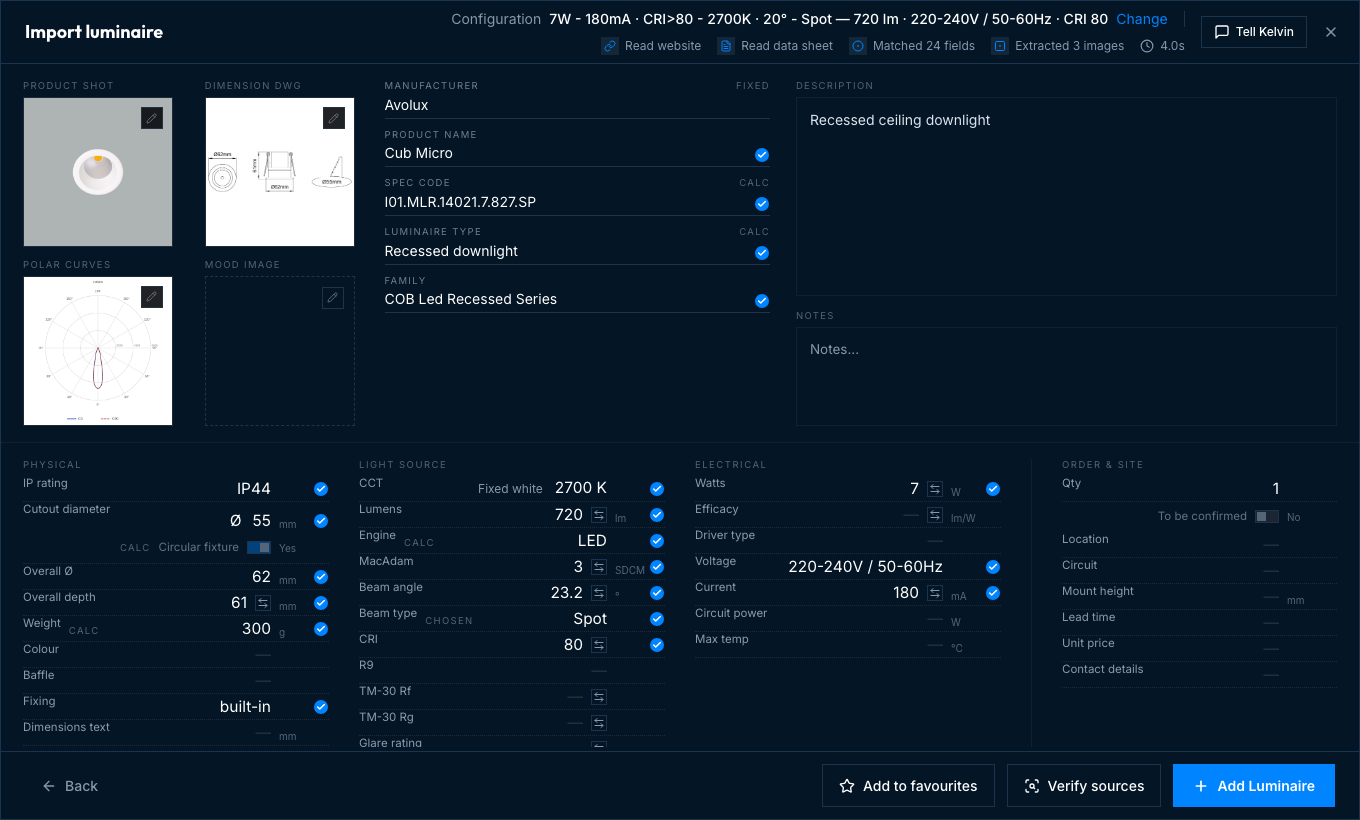 Import luminaire
Configuration 7W - 180mA · CRI>80 - 2700K · 20° - Spot — 720 lm · 220-240V / 50-60Hz · CRI 80 Change
Read website Read data sheet Matched 24 fields Extracted 3 images 4.0s
Tell Kelvin
PRODUCT SHOT
DIMENSION DWG
Ø62mm
Ø62mm
Ø55mm
POLAR CURVES
MOOD IMAGE
MANUFACTURER FIXED
Avolux
PRODUCT NAME
Cub Micro
SPEC CODE CALC
I01.MLR.14021.7.827.SP
LUMINAIRE TYPE CALC
Recessed downlight
FAMILY
COB Led Recessed Series
DESCRIPTION
Recessed ceiling downlight
NOTES
Notes...
PHYSICAL
IP rating IP44
Cutout diameter Ø 55 mm
CALC Circular fixture Yes
Overall Ø 62 mm
Overall depth 61 mm
Weight CALC 300 g
Colour —
Baffle —
Fixing built-in
Dimensions text — mm
LIGHT SOURCE
CCT Fixed white 2700 K
Lumens 720 lm
Engine CALC LED
MacAdam 3 SDCM
Beam angle 23.2 °
Beam type CHOSEN Spot
CRI 80
R9 —
TM-30 Rf —
TM-30 Rg —
Glare rating
ELECTRICAL
Watts 7 W
Efficacy — lm/W
Driver type —
Voltage 220-240V / 50-60Hz
Current 180 mA
Circuit power — W
Max temp — °C
ORDER & SITE
Qty 1
To be confirmed No
Location —
Circuit —
Mount height — mm
Lead time —
Unit price —
Contact details —
Back
Add to favourites
Verify sources
Add Luminaire